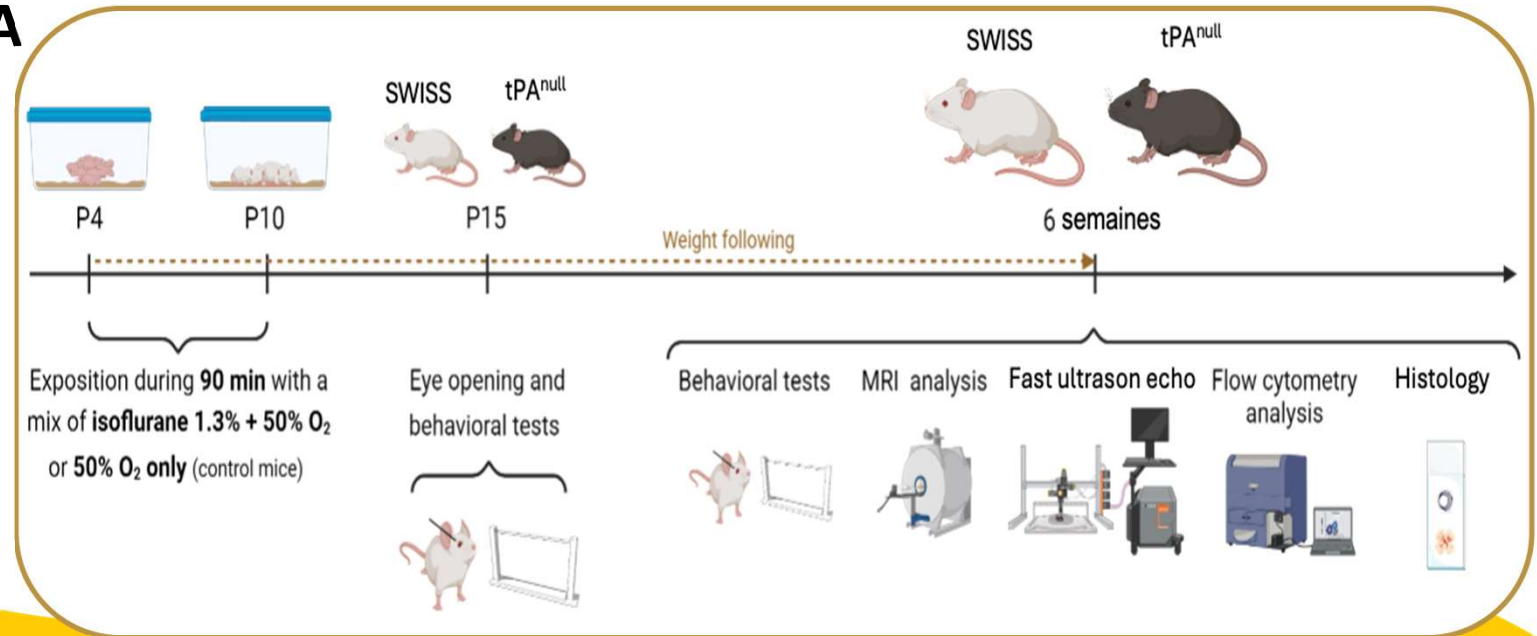 A
SWISS
tPAnull
SWISS
tPAnull
P4
P10
P15
6 semaines
Weight following
Exposition during 90 min with a
mix of isoflurane 1.3% + 50% O₂
or 50% O₂ only (control mice)
Eye opening and
behavioral tests
Behavioral tests
MRI analysis
Fast ultrason echo
Flow cytometry
analysis
Histology